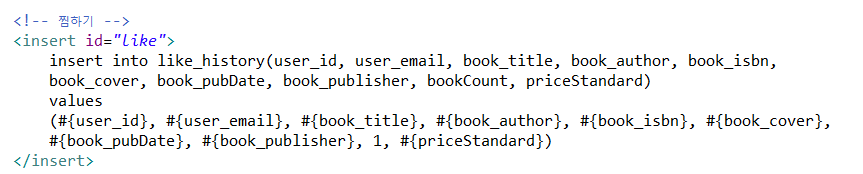 <!-- 찜하기 -->
<insert id="like">
insert into like_history(user_id, user_email, book_title, book_author, book_isbn,
book_cover, book_pubDate, book_publisher, bookCount, priceStandard)
values
(#{user_id}, #{user_email}, #{book_title}, #{book_author}, #{book_isbn}, #{book_cover},
#{book_pubDate}, #{book_publisher}, 1, #{priceStandard})
</insert>